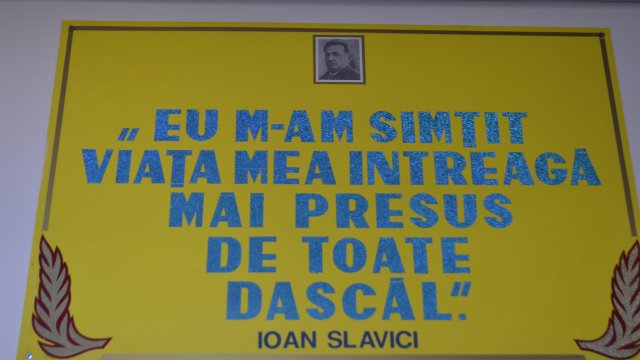 „EU M-AM SIMȚIT
VIAȚA MEA INTREAGĂ
MAI PRESUS
DE TOATE
DASCĂL."
IOAN SLAVICI